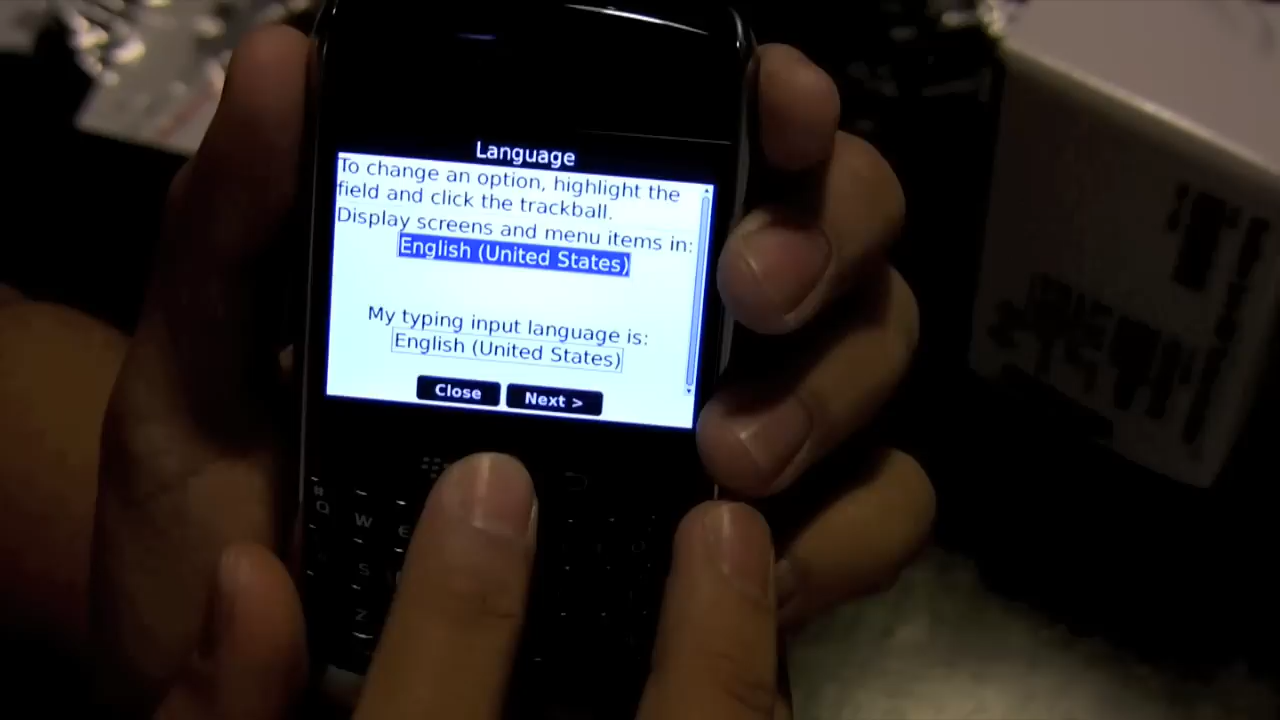 Language
To change an option, highlight the
field and click the trackball.
Display screens and menu items in:
English (United States)
My typing input language is:
English (United States)
Close Next >
Q W E
S
Z